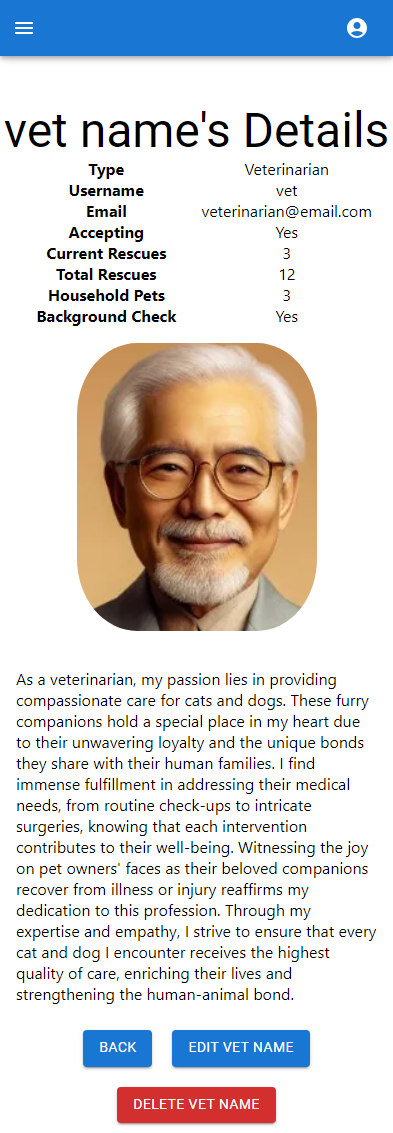 vet name's Details
Type Veterinarian
Username vet
Email veterinarian@email.com
Accepting Yes
Current Rescues 3
Total Rescues 12
Household Pets 3
Background Check Yes
As a veterinarian, my passion lies in providing
compassionate care for cats and dogs. These furry
companions hold a special place in my heart due
to their unwavering loyalty and the unique bonds
they share with their human families. I find
immense fulfillment in addressing their medical
needs, from routine check-ups to intricate
surgeries, knowing that each intervention
contributes to their well-being. Witnessing the joy
on pet owners' faces as their beloved companions
recover from illness or injury reaffirms my
dedication to this profession. Through my
expertise and empathy, I strive to ensure that every
cat and dog I encounter receives the highest
quality of care, enriching their lives and
strengthening the human-animal bond.
BACK EDIT VET NAME
DELETE VET NAME